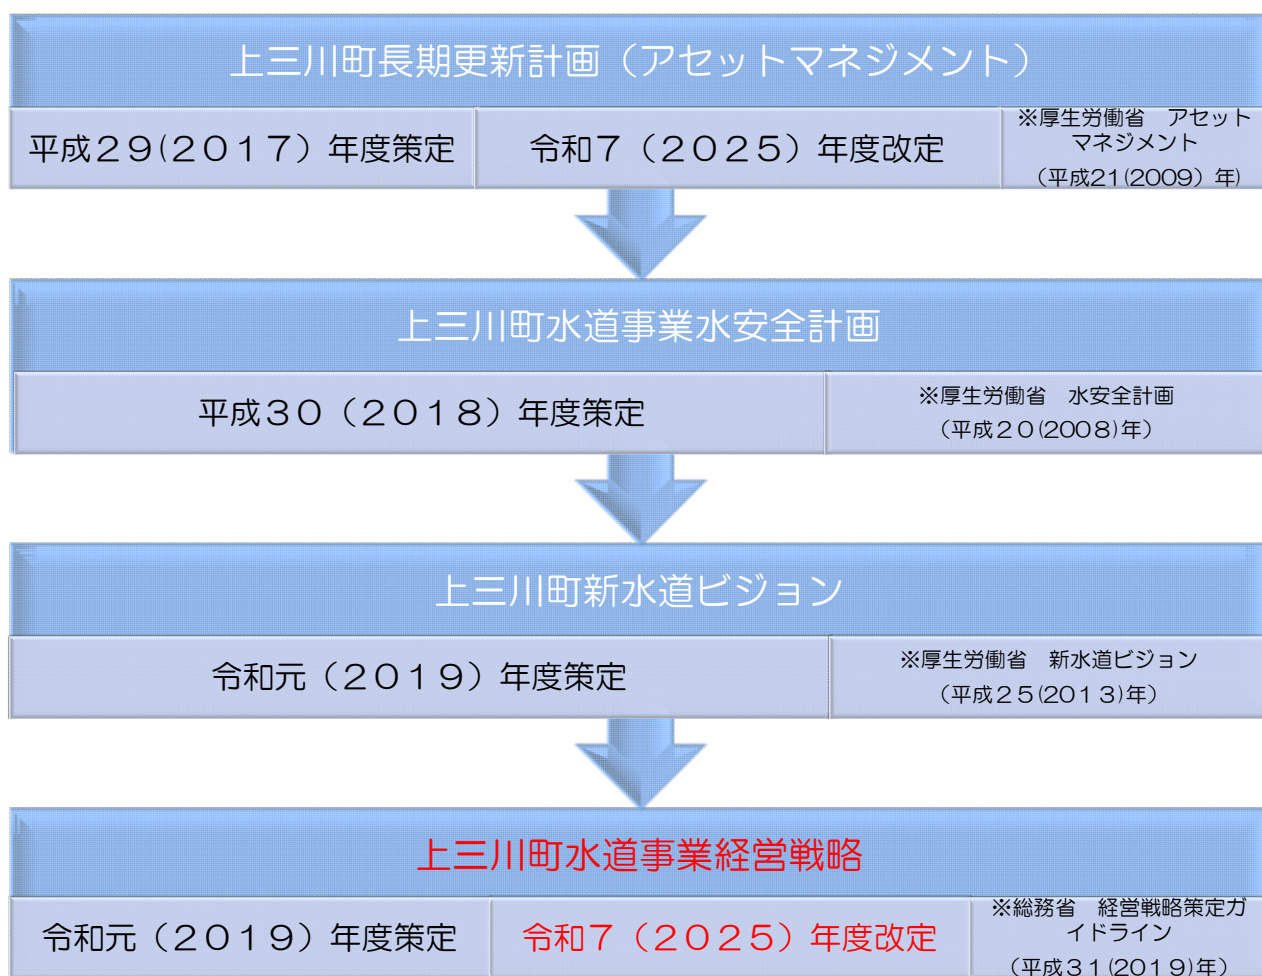 上三川町長期更新計画（アセットマネジメント）
平成２９(２０１７）年度策定
令和７（２０２５）年度改定
※厚生労働省　アセット
マネジメント
（平成21(2009）年)
上三川町水道事業水安全計画
平成３０（２０１８）年度策定
※厚生労働省　水安全計画
（平成２０(2008)年）
上三川町新水道ビジョン
令和元（２０１９）年度策定
※厚生労働省　新水道ビジョン
（平成２５(２０１３)年）
上三川町水道事業経営戦略
令和元（２０１９）年度策定
令和７（２０２５）年度改定
※総務省　経営戦略策定ガ
イドライン
（平成３１(２０１９)年）